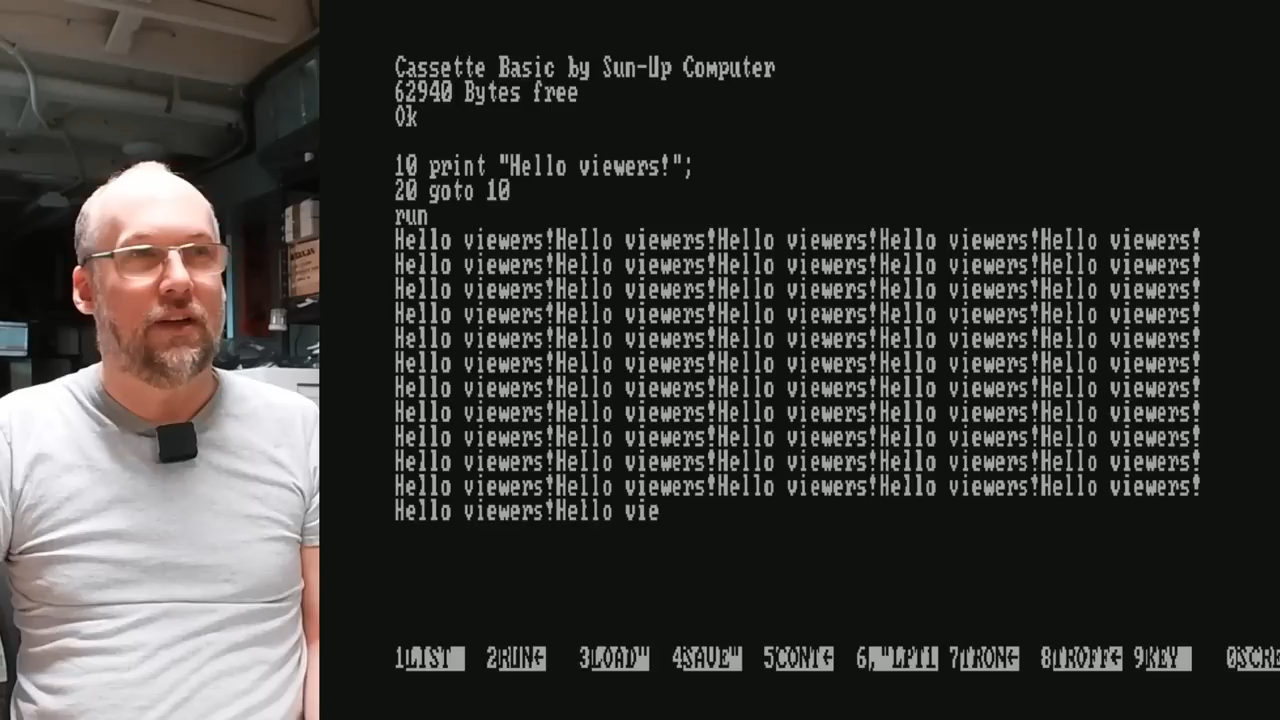 Cassette Basic by Sun-Up Computer
62940 Bytes free
Ok
10 print "Hello viewers!";
20 goto 10
run
Hello viewers!Hello viewers!Hello viewers!Hello viewers!Hello viewers!
Hello viewers!Hello viewers!Hello viewers!Hello viewers!Hello viewers!
Hello viewers!Hello viewers!Hello viewers!Hello viewers!Hello viewers!
Hello viewers!Hello viewers!Hello viewers!Hello viewers!Hello viewers!
Hello viewers!Hello viewers!Hello viewers!Hello viewers!Hello viewers!
Hello viewers!Hello viewers!Hello viewers!Hello viewers!Hello viewers!
Hello viewers!Hello viewers!Hello viewers!Hello viewers!Hello viewers!
Hello viewers!Hello viewers!Hello viewers!Hello viewers!Hello viewers!
Hello viewers!Hello viewers!Hello viewers!Hello viewers!Hello viewers!
Hello viewers!Hello viewers!Hello viewers!Hello viewers!Hello viewers!
Hello viewers!Hello viewers!Hello viewers!Hello viewers!Hello viewers!
Hello viewers!Hello vie
1LIST 2RUN← 3LOAD" 4SAVE" 5CONT← 6,"LPT1 7TRON← 8TROFF← 9KEY 0SCRE